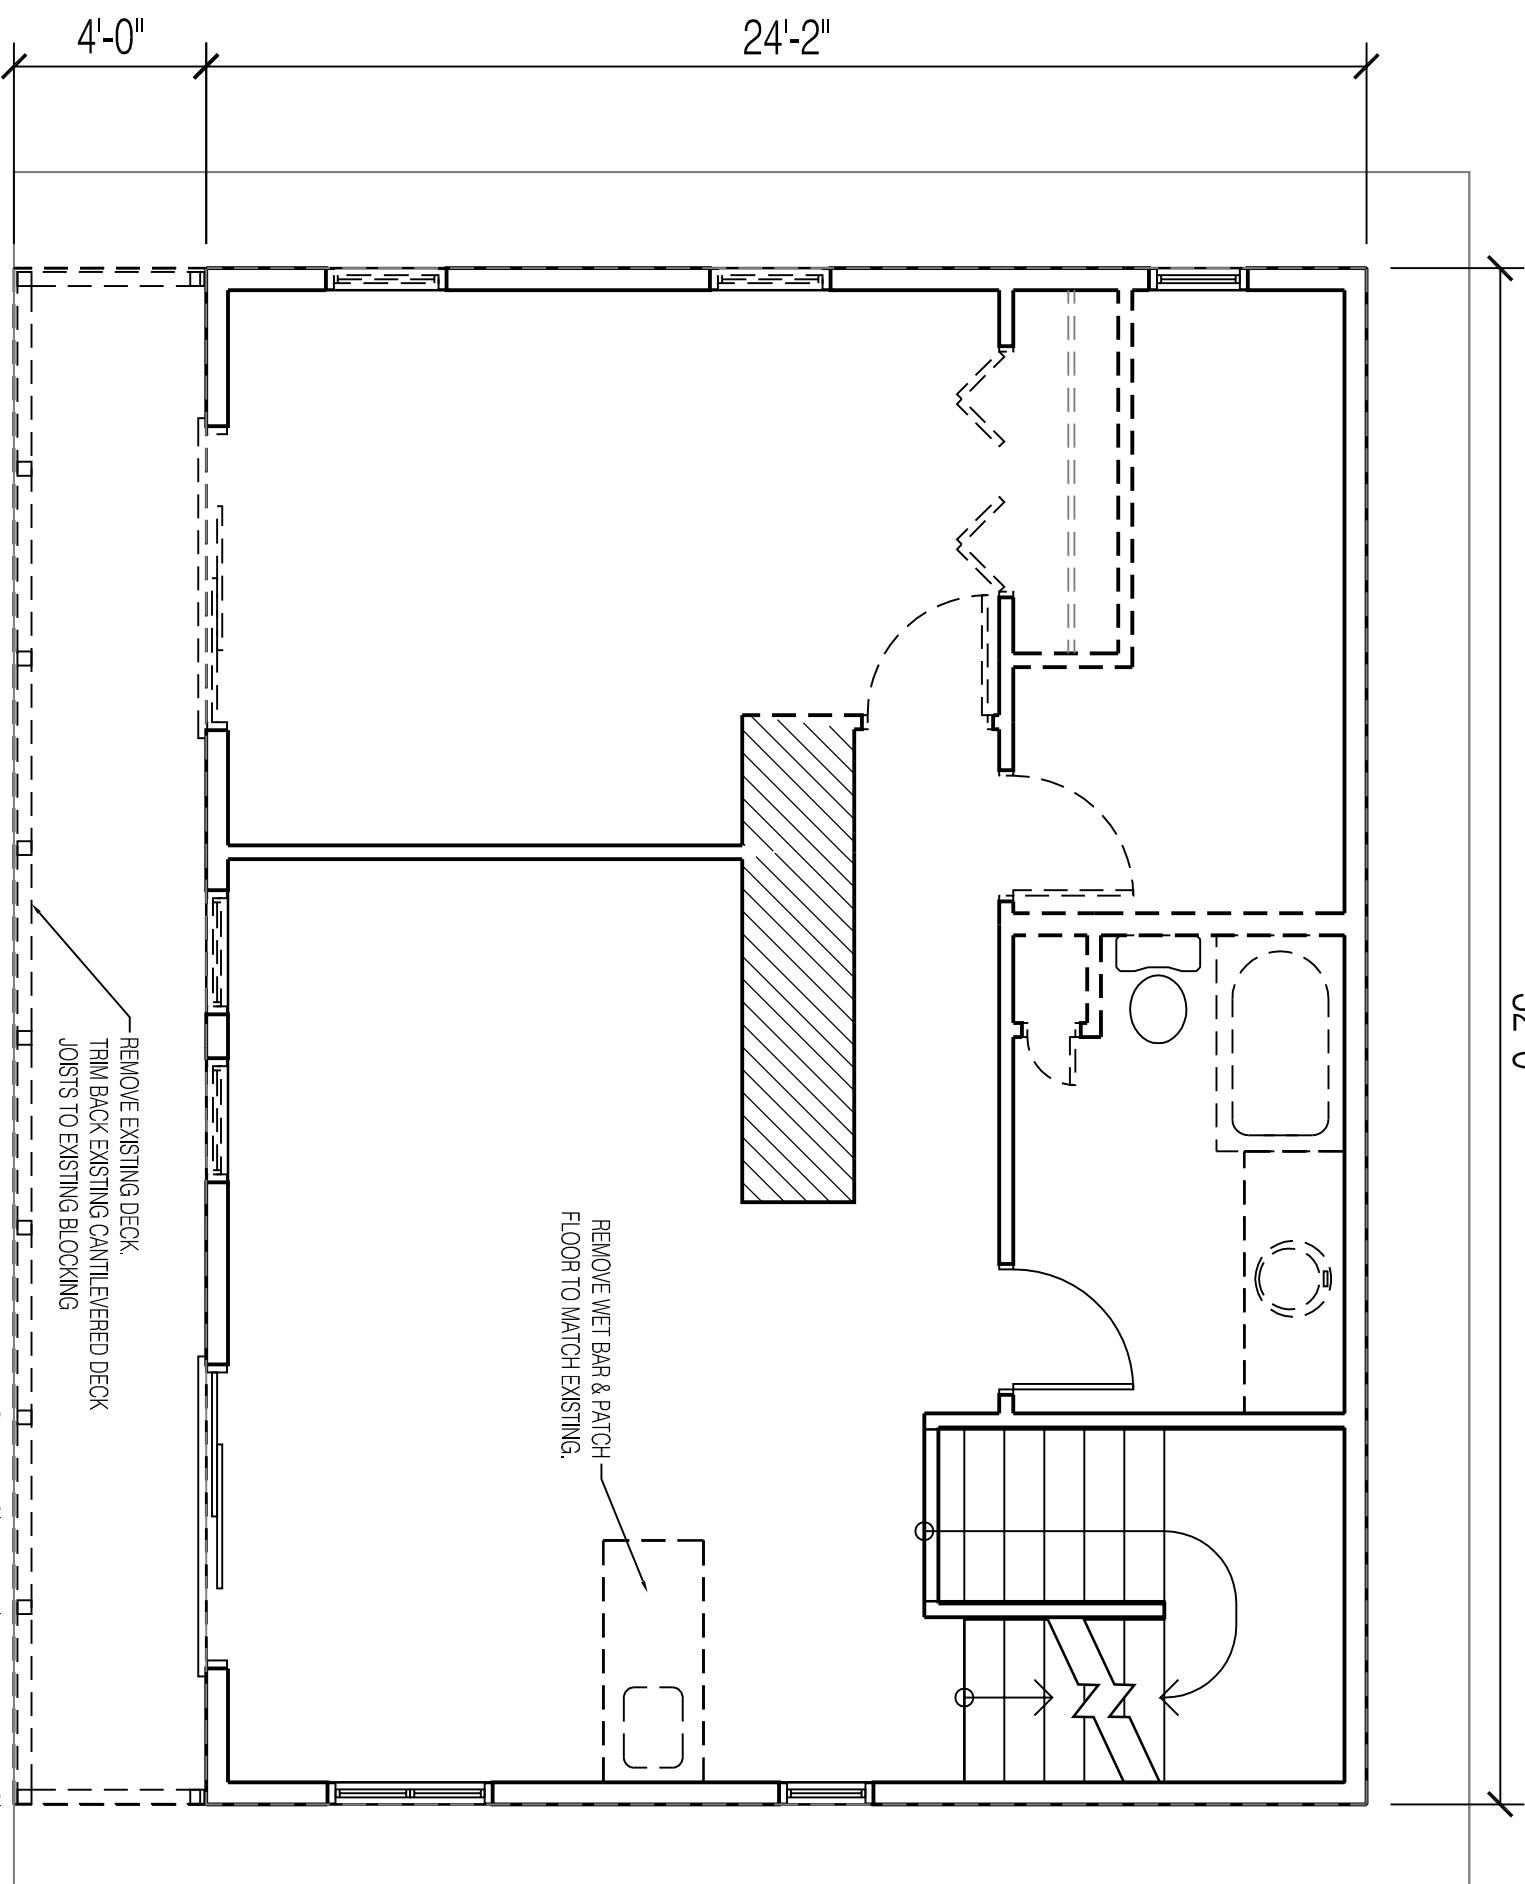 4'-0"
24'-2"
REMOVE EXISTING DECK.
TRIM BACK EXISTING CANTILEVERED DECK
JOISTS TO EXISTING BLOCKING
REMOVE WET BAR & PATCH
FLOOR TO MATCH EXISTING.